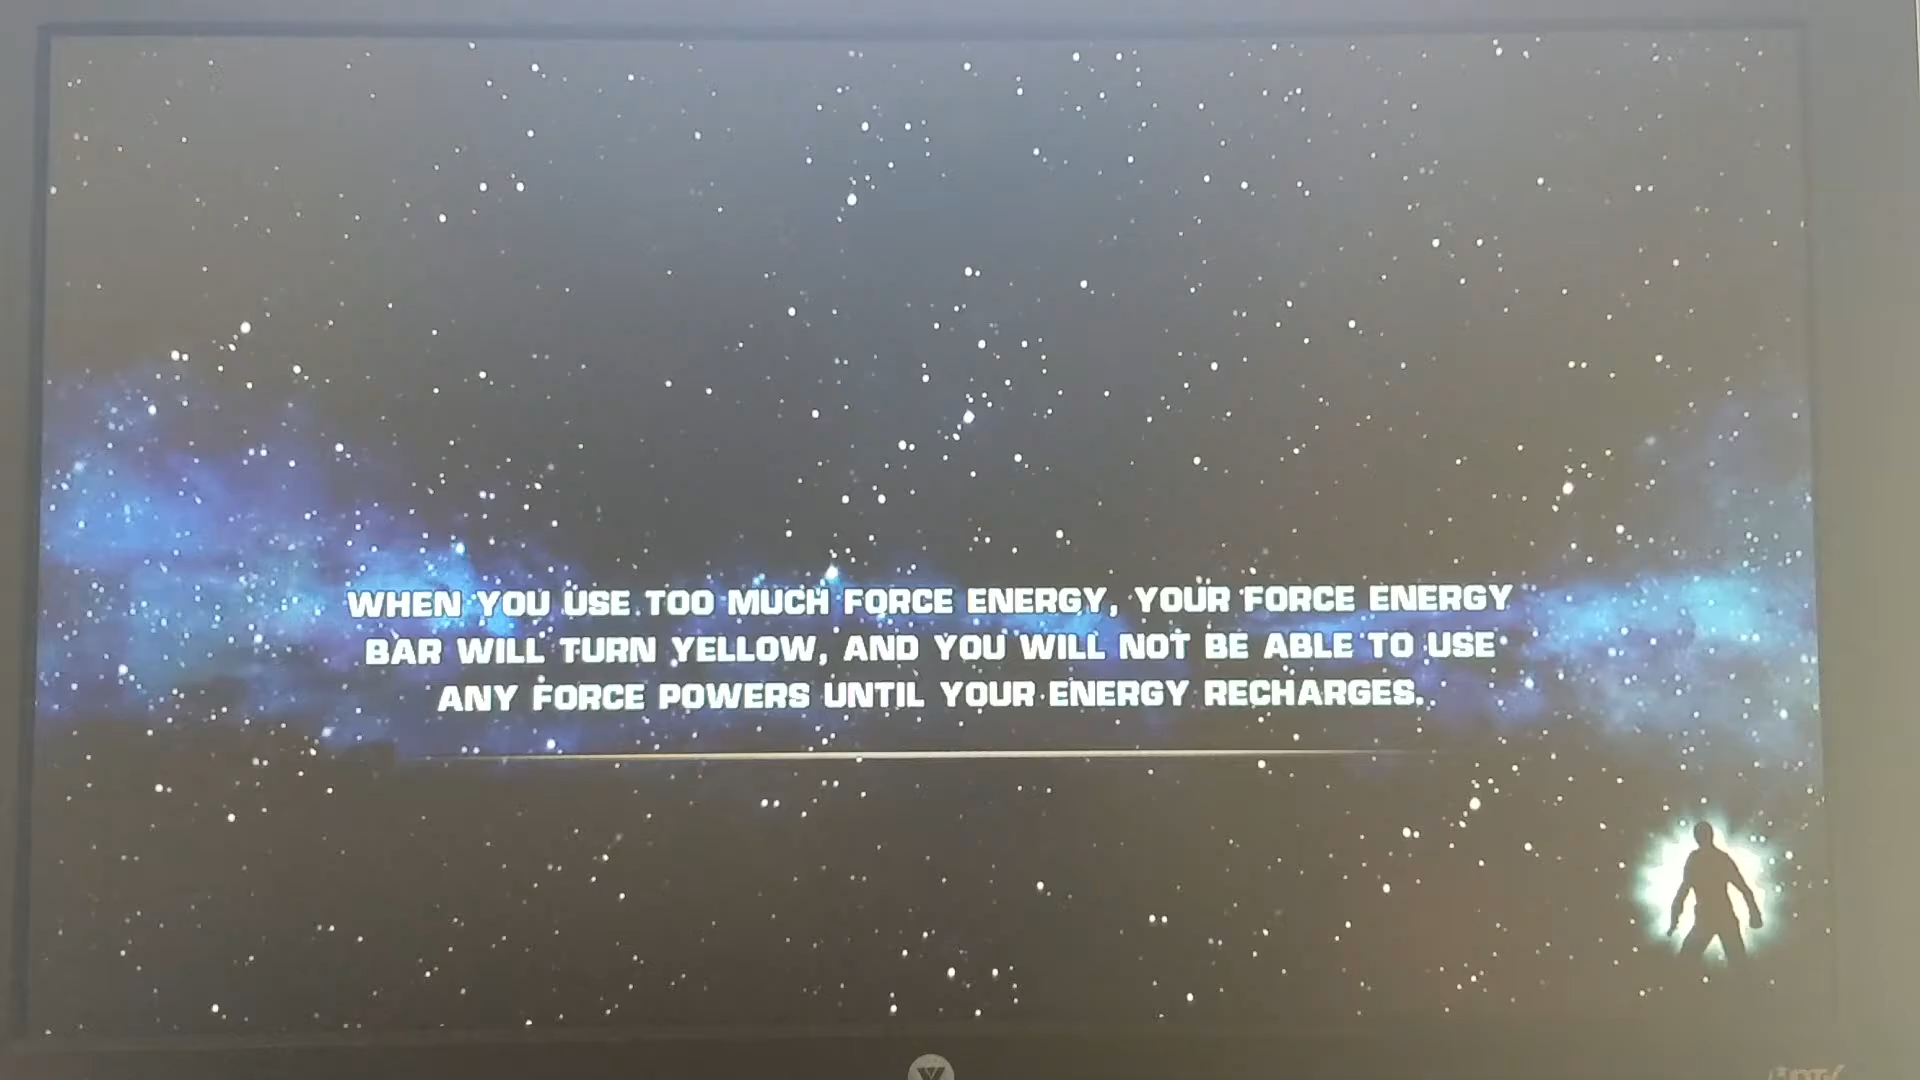 WHEN YOU USE TOO MUCH FORCE ENERGY, YOUR FORCE ENERGY
BAR WILL TURN YELLOW, AND YOU WILL NOT BE ABLE TO USE
ANY FORCE POWERS UNTIL YOUR ENERGY RECHARGES.